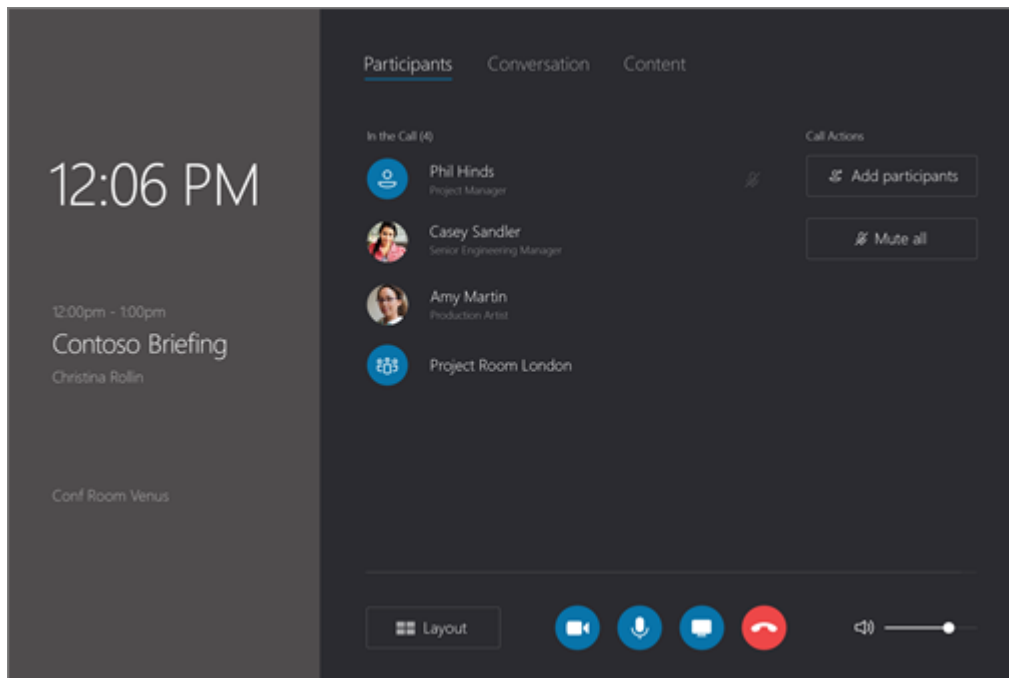 12:06 PM
12:00pm - 1:00pm
Contoso Briefing
Christina Rollin
Conf Room Venus
Participants Conversation Content
In the Call (4)
Phil Hinds
Project Manager
Casey Sandler
Senior Engineering Manager
Amy Martin
Production Artist
Project Room London
Call Actions
Add participants
Mute all
Layout